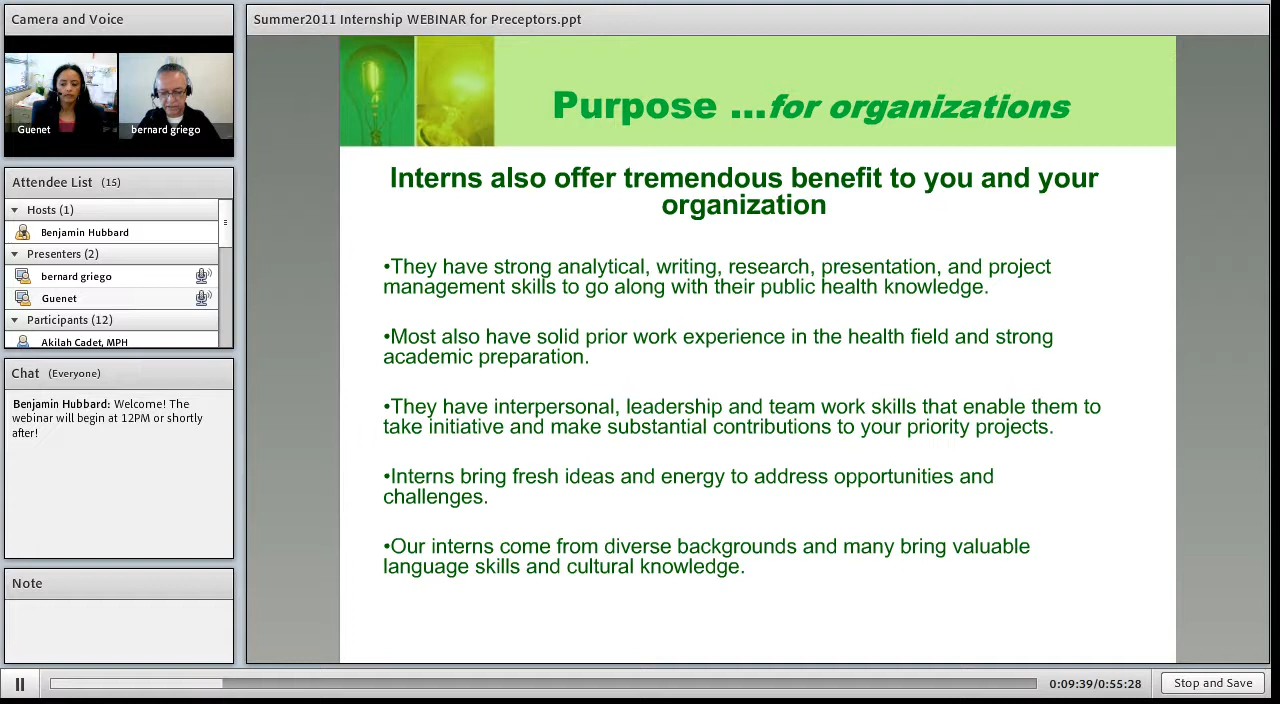 Camera and Voice
Guenet
bernard griego
Attendee List (15)
Hosts (1)
Benjamin Hubbard
Presenters (2)
bernard griego
Guenet
Participants (12)
Akilah Cadet, MPH
Chat (Everyone)
Benjamin Hubbard: Welcome! The
webinar will begin at 12PM or shortly
after!
Note
Summer2011 Internship WEBINAR for Preceptors.ppt
Purpose ...for organizations
Interns also offer tremendous benefit to you and your
organization
•They have strong analytical, writing, research, presentation, and project
management skills to go along with their public health knowledge.
•Most also have solid prior work experience in the health field and strong
academic preparation.
•They have interpersonal, leadership and team work skills that enable them to
take initiative and make substantial contributions to your priority projects.
•Interns bring fresh ideas and energy to address opportunities and
challenges.
•Our interns come from diverse backgrounds and many bring valuable
language skills and cultural knowledge.
0:09:39/0:55:28
Stop and Save